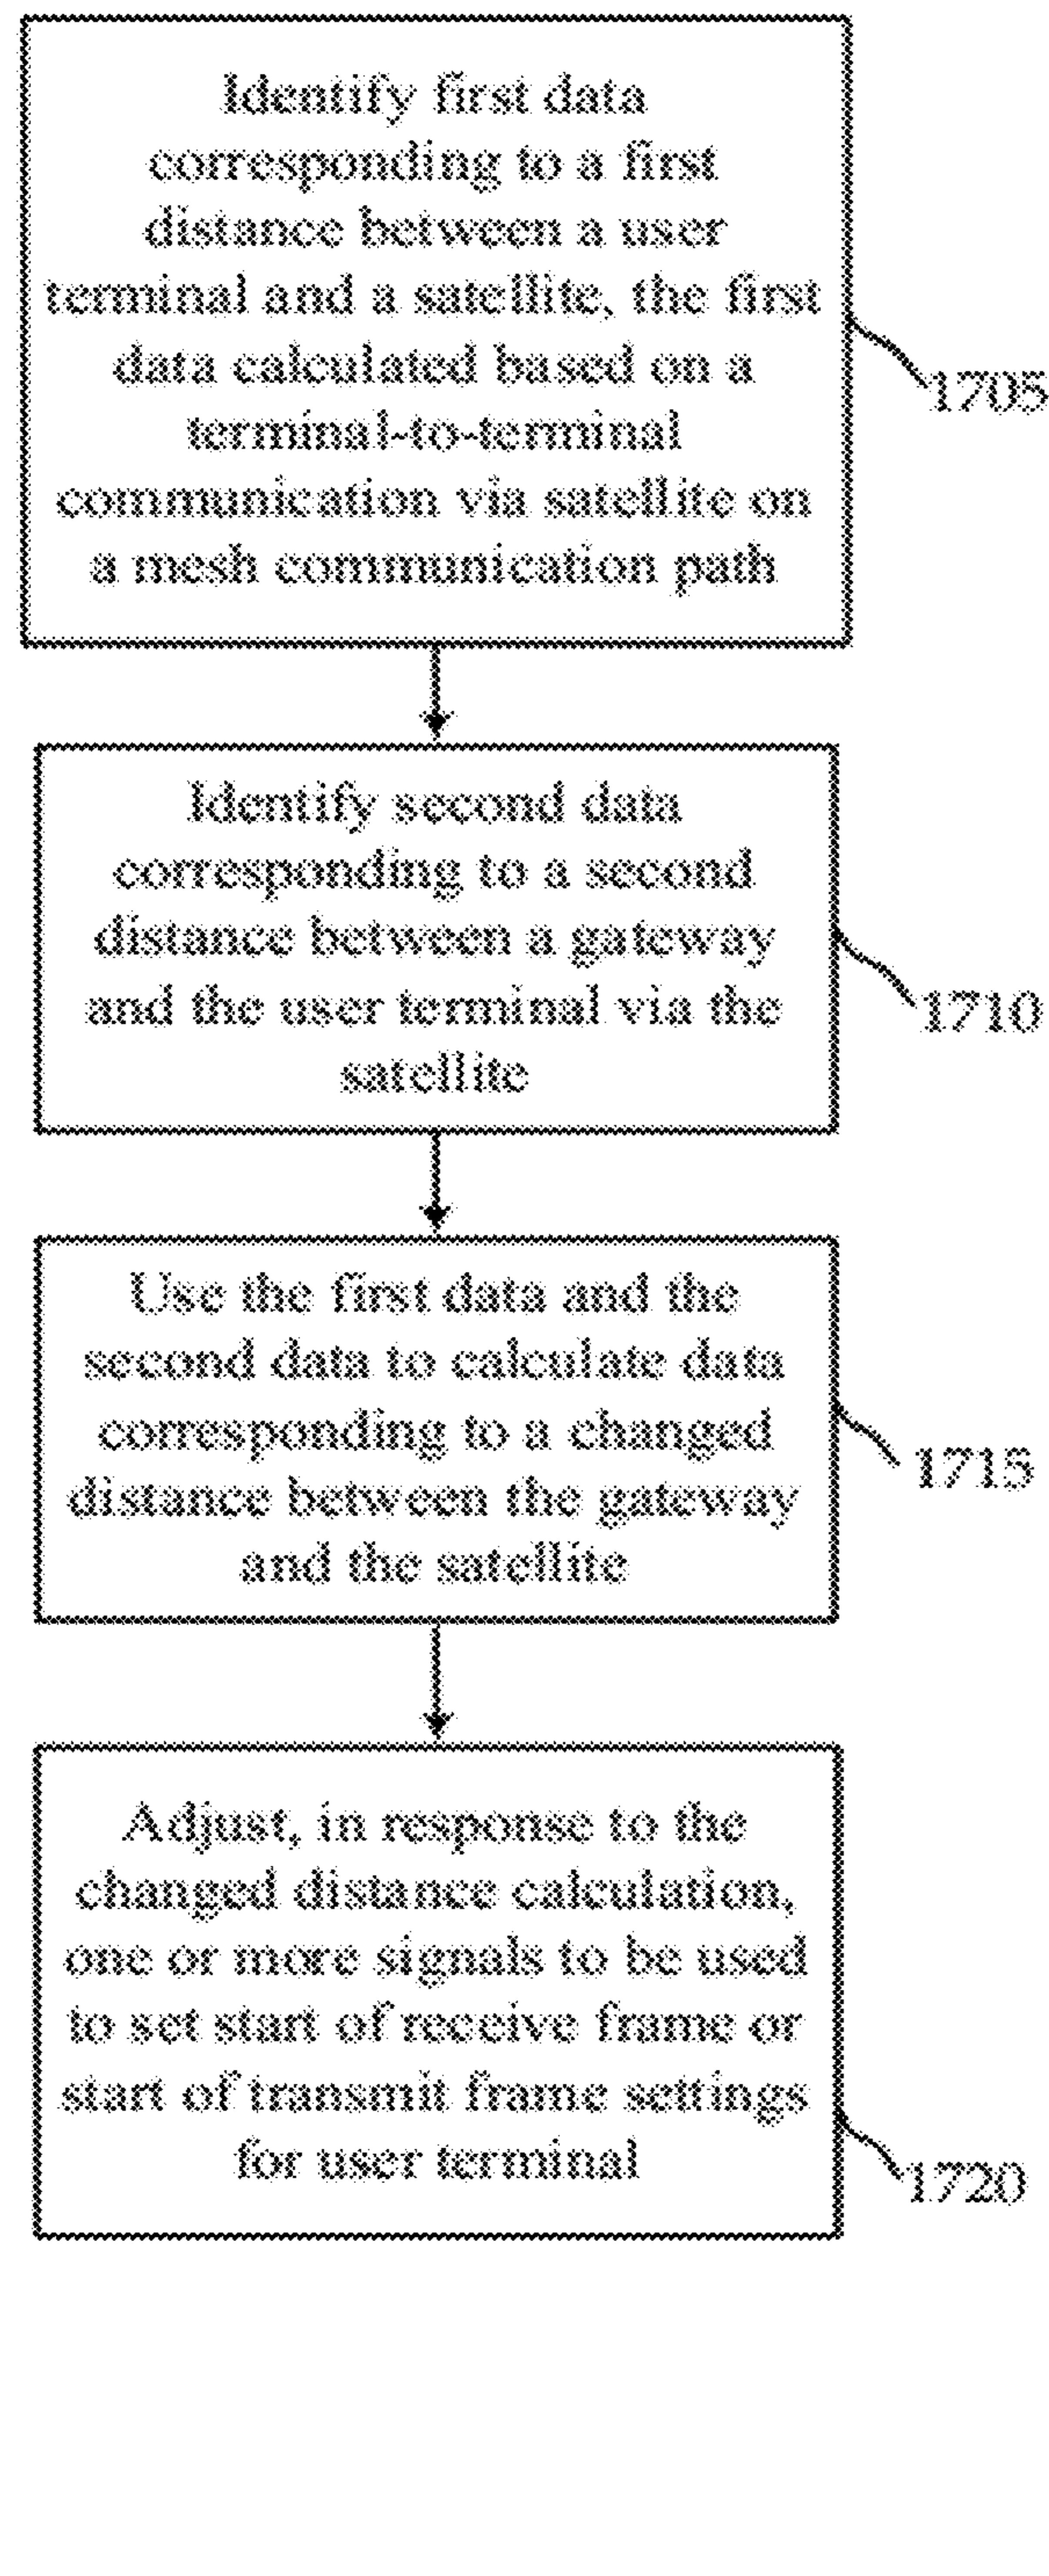 Identify first data
corresponding to a first
distance between a user
terminal and a satellite, the first
data calculated based on a
terminal-to-terminal
communication via satellite on
a mesh communication path
1705
Identify second data
corresponding to a second
distance between a gateway
and the user terminal via the
satellite
1710
Use the first data and the
second data to calculate data
corresponding to a changed
distance between the gateway
and the satellite
1715
Adjust, in response to the
changed distance calculation,
one or more signals to be used
to set start of receive frame or
start of transmit frame settings
for user terminal
1720